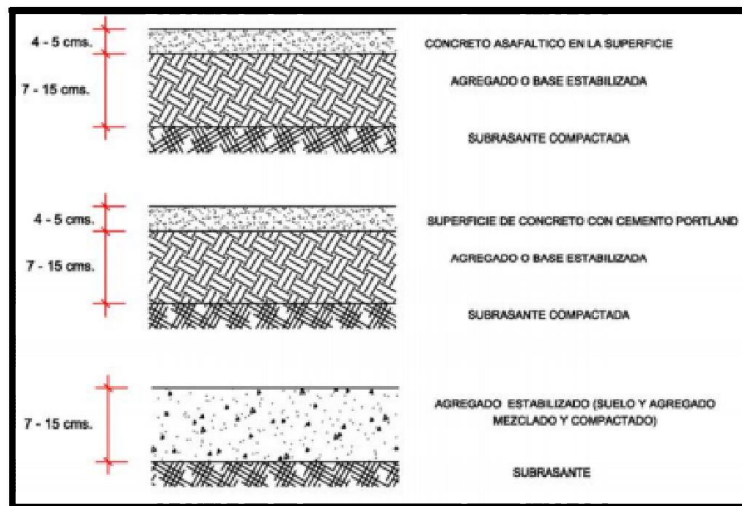 4 - 5 cms.
CONCRETO ASAFALTICO EN LA SUPERFICIE
7 - 15 cms.
AGREGADO O BASE ESTABILIZADA
SUBRASANTE COMPACTADA
4 - 5 cms.
SUPERFICIE DE CONCRETO CON CEMENTO PORTLAND
7 - 15 cms.
AGREGADO O BASE ESTABILIZADA
SUBRASANTE COMPACTADA
7 - 15 cms.
AGREGADO ESTABILIZADO (SUELO Y AGREGADO
MEZCLADO Y COMPACTADO)
SUBRASANTE